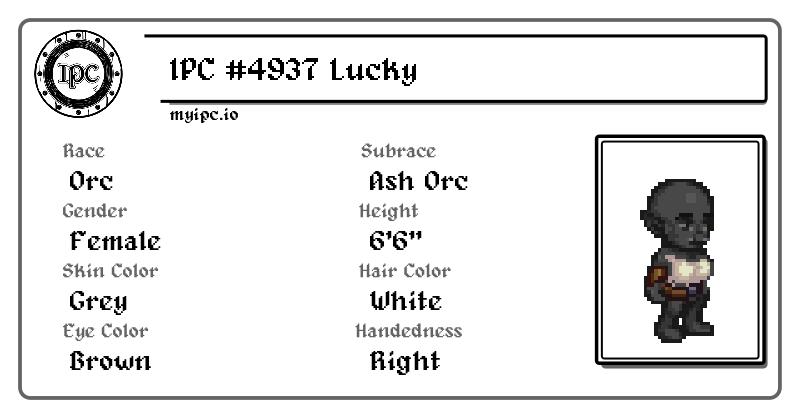 IPC
IPC #4937 Lucky
myipc.io
Race
Orc
Subrace
Ash Orc
Gender
Female
Height
6'6"
Skin Color
Grey
Hair Color
White
Eye Color
Brown
Handedness
Right